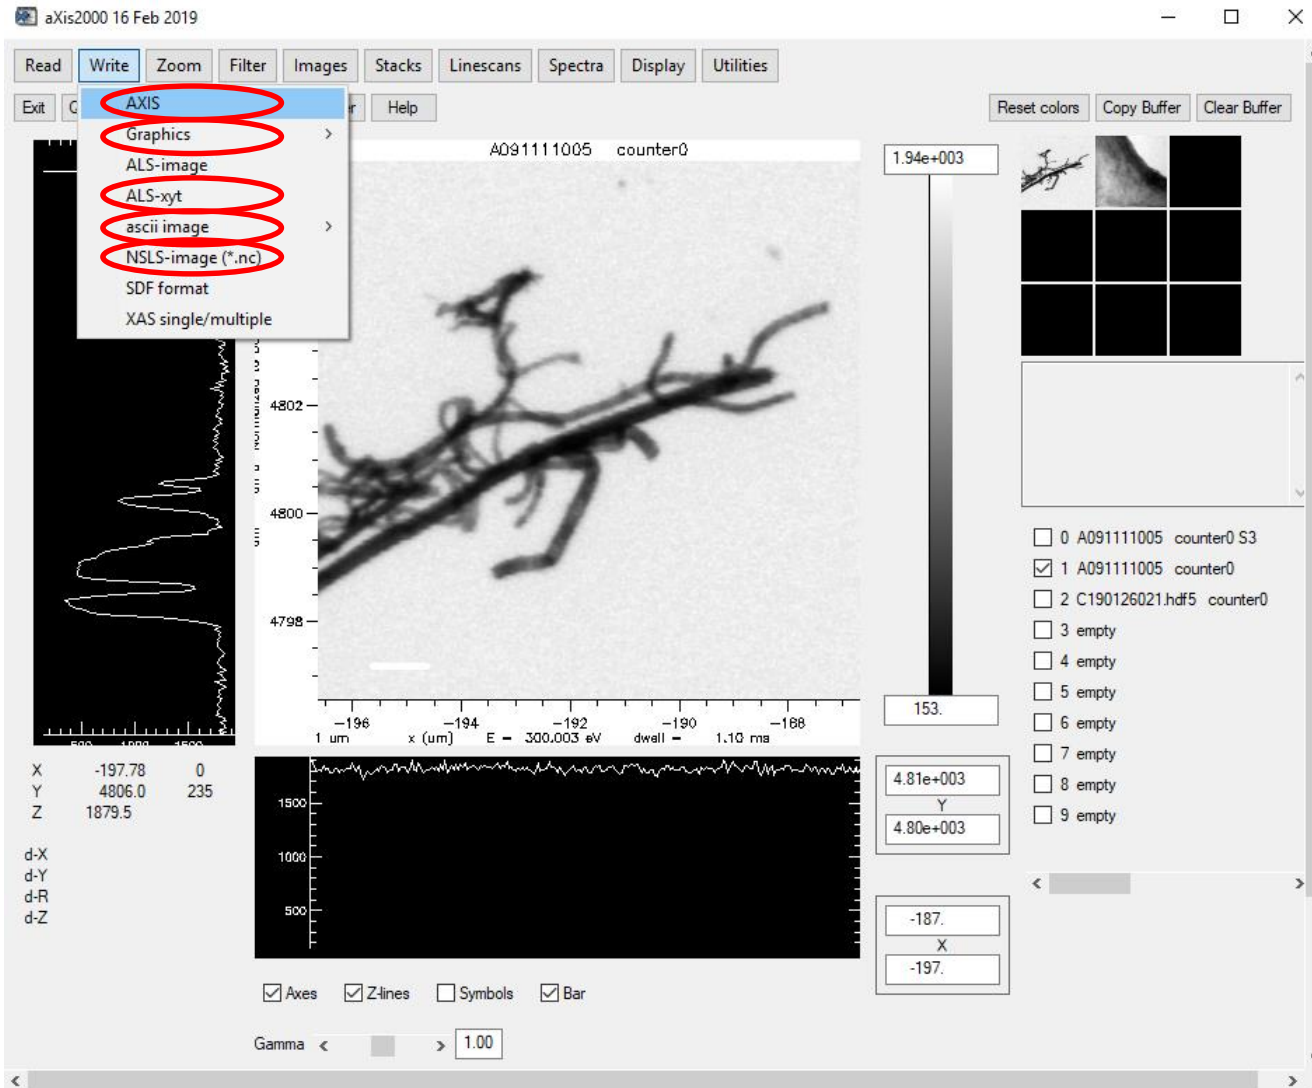 aXis2000 16 Feb 2019
Read Write Zoom Filter Images Stacks Linescans Spectra Display Utilities
Exit Help Reset colors Copy Buffer Clear Buffer
AXIS
Graphics
ALS-image
ALS-xyt
ascii image
NSLS-image (*.nc)
SDF format
XAS single/multiple
A091111005 counter0
1.94e+003
4802
4800
4798
153.
-196 -194 -192 -190 -188
1 um x (um) E = 300.003 eV dwell = 1.10 ms
500 1000 1500
X -197.78 0
Y 4806.0 235
Z 1879.5
d-X
d-Y
d-R
d-Z
1500
1000
500
4.81e+003
Y
4.80e+003
-187.
X
-197.
0 A091111005 counter0 S3
1 A091111005 counter0
2 C190126021.hdf5 counter0
3 empty
4 empty
5 empty
6 empty
7 empty
8 empty
9 empty
Axes Z-lines Symbols Bar
Gamma 1.00